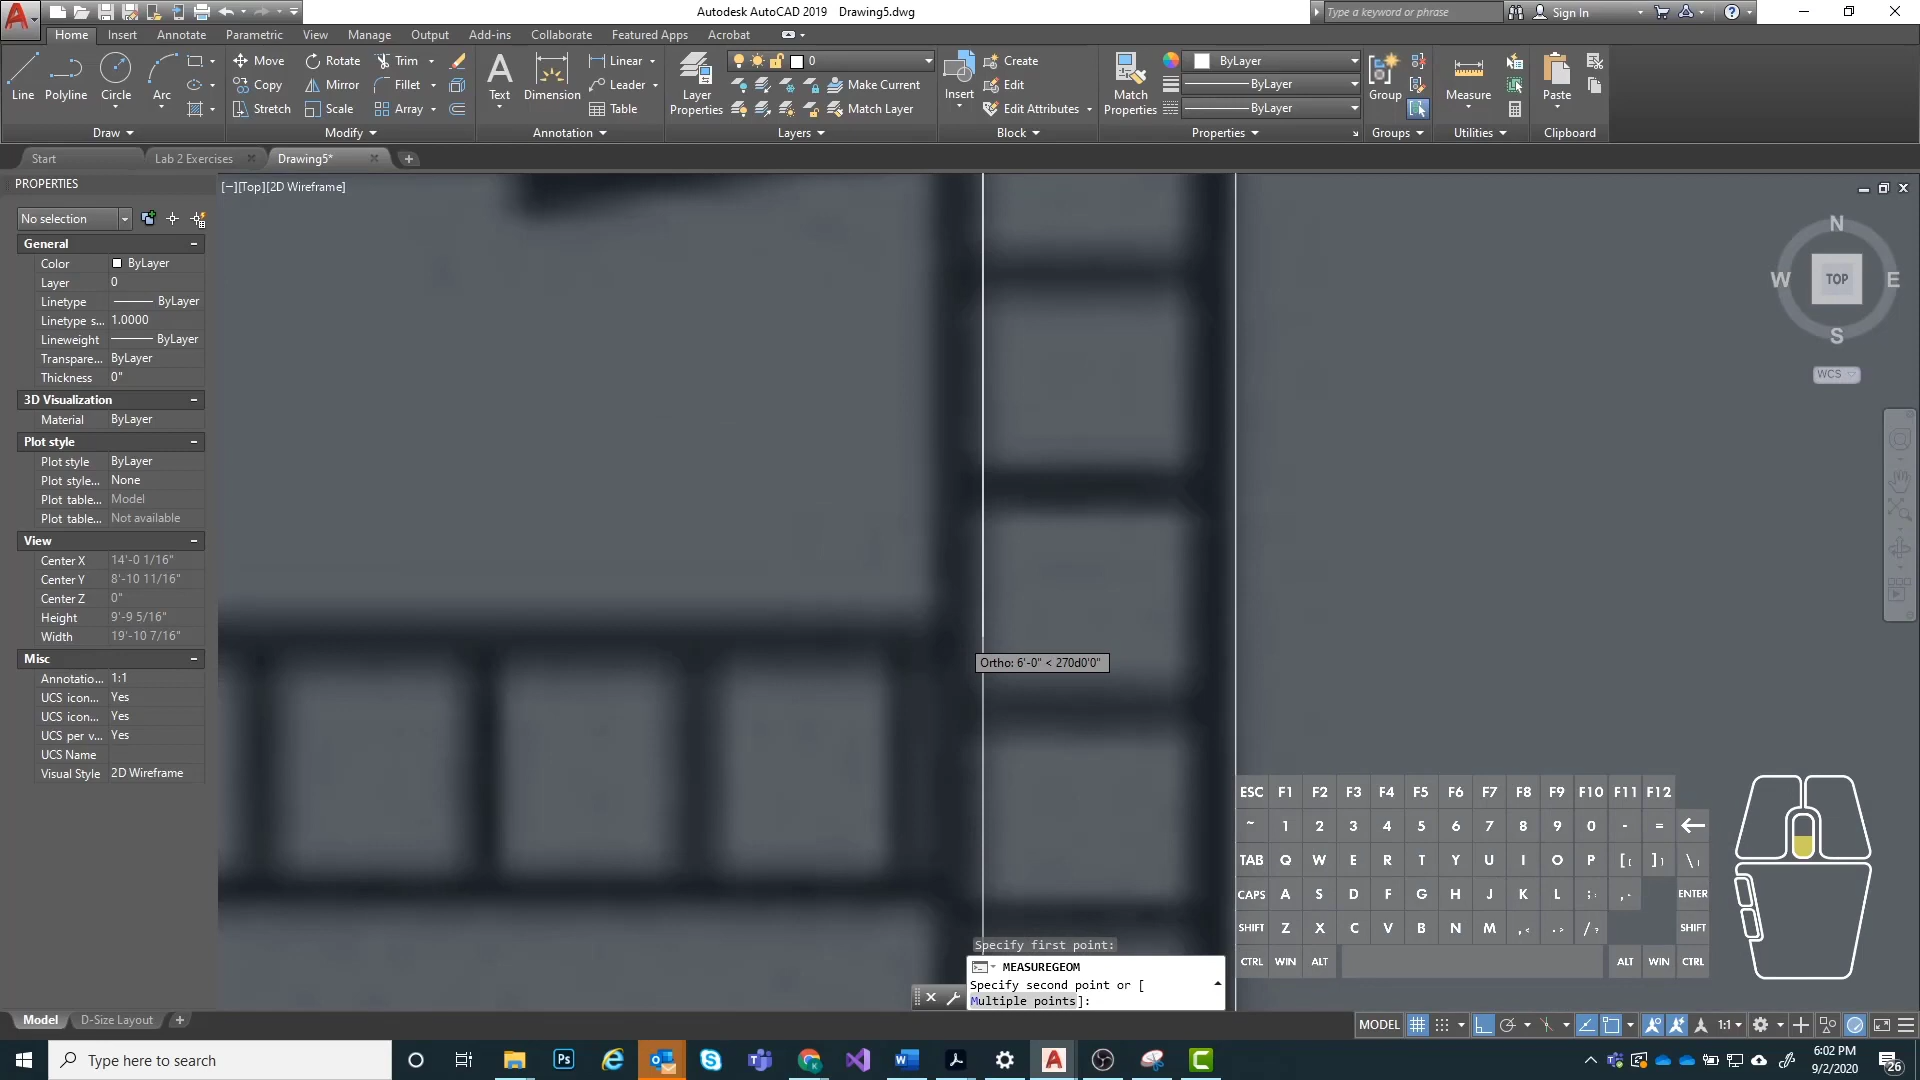 Autodesk AutoCAD 2019 Drawing5.dwg
Type a keyword or phrase
Sign In
Home Insert Annotate Parametric View Manage Output Add-ins Collaborate Featured Apps Acrobat
Line Polyline Circle Arc
Move Rotate Trim
Copy Mirror Fillet
Stretch Scale Array
Text Dimension
Linear
Leader
Table
Layer Properties
0
Make Current
Match Layer
Insert
Create
Edit
Edit Attributes
Match Properties
ByLayer
ByLayer
ByLayer
Group
Measure
Paste
Draw Modify Annotation Layers Block Properties Groups Utilities Clipboard
Start Lab 2 Exercises Drawing5*
PROPERTIES
[−][Top][2D Wireframe]
No selection
General
Color ByLayer
Layer 0
Linetype ByLayer
Linetype s... 1.0000
Lineweight ByLayer
Transpare... ByLayer
Thickness 0"
3D Visualization
Material ByLayer
Plot style
Plot style ByLayer
Plot style... None
Plot table... Model
Plot table... Not available
View
Center X 14'-0 1/16"
Center Y 8'-10 11/16"
Center Z 0"
Height 9'-9 5/16"
Width 19'-10 7/16"
Misc
Annotatio... 1:1
UCS icon... Yes
UCS icon... Yes
UCS per v... Yes
UCS Name
Visual Style 2D Wireframe
N
W TOP E
S
WCS
Ortho: 6'-0" < 270d0'0"
ESC F1 F2 F3 F4 F5 F6 F7 F8 F9 F10 F11 F12
~ 1 2 3 4 5 6 7 8 9 0 - =
TAB Q W E R T Y U I O P [[ ]] \|
CAPS A S D F G H J K L ;: ,. ENTER
SHIFT Z X C V B N M ,< .> /? SHIFT
CTRL WIN ALT ALT WIN CTRL
Specify first point:
MEASUREGEOM
Specify second point or [
Multiple points]:
Model D-Size Layout
MODEL 1:1
Type here to search
6:02 PM
9/2/2020
26